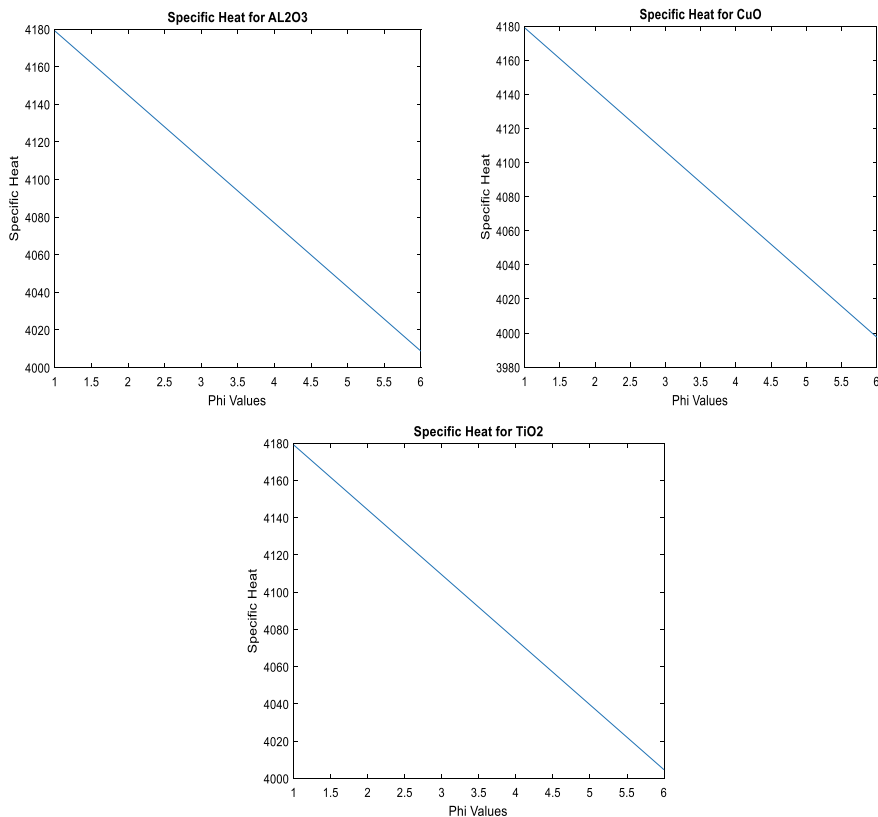 Specific Heat for AL2O3
4180
4160
4140
4120
4100
4080
4060
4040
4020
4000
Specific Heat
1 1.5 2 2.5 3 3.5 4 4.5 5 5.5 6
Phi Values
Specific Heat for CuO
4180
4160
4140
4120
4100
4080
4060
4040
4020
4000
3980
Specific Heat
1 1.5 2 2.5 3 3.5 4 4.5 5 5.5 6
Phi Values
Specific Heat for TiO2
4180
4160
4140
4120
4100
4080
4060
4040
4020
4000
Specific Heat
1 1.5 2 2.5 3 3.5 4 4.5 5 5.5 6
Phi Values